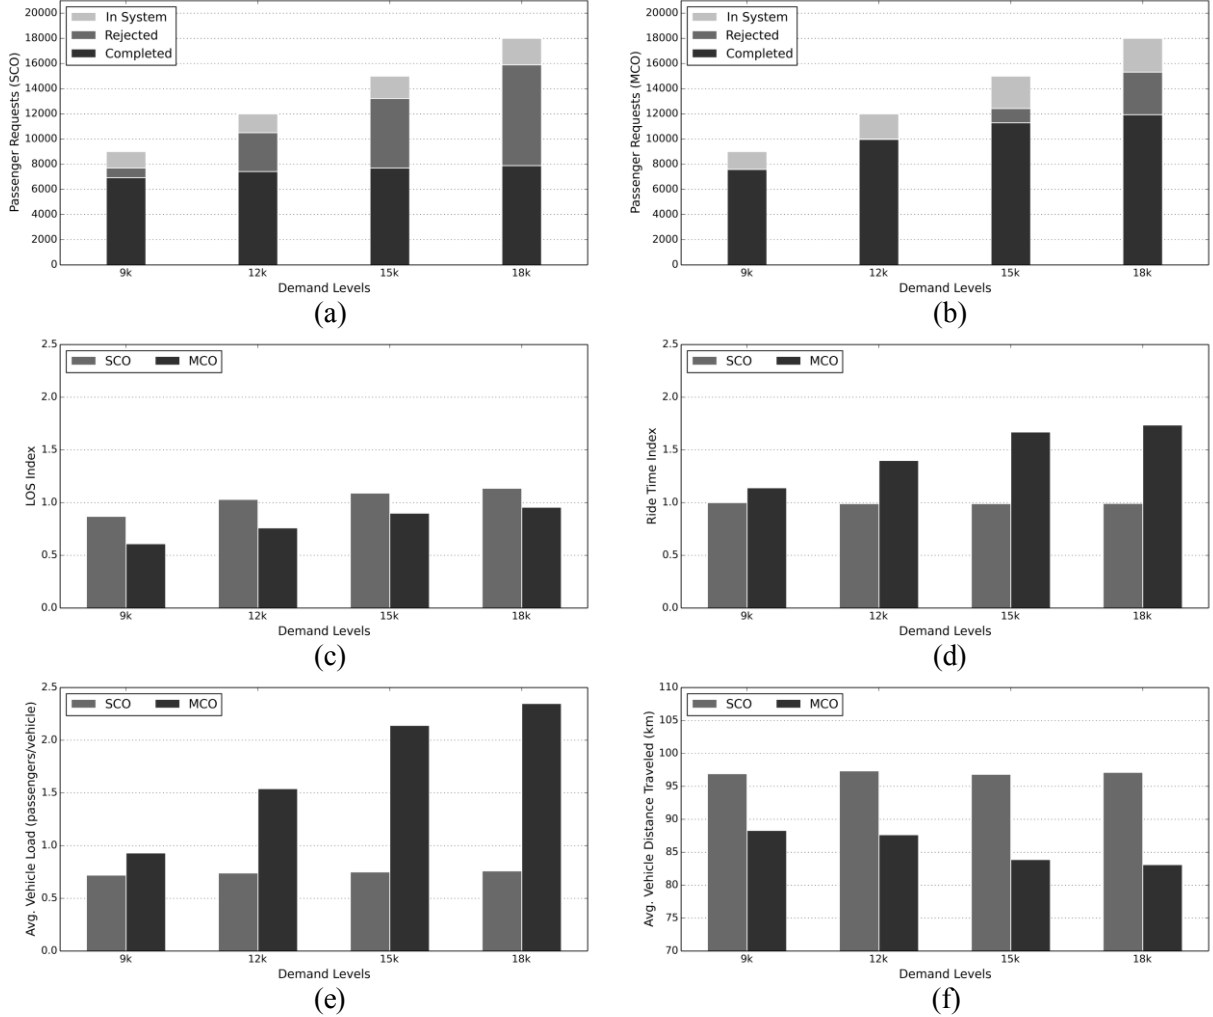 20000
18000
16000
14000
12000
10000
8000
6000
4000
2000
0
Passenger Requests (SCO)
In System
Rejected
Completed
9k 12k 15k 18k
Demand Levels
(a)
20000
18000
16000
14000
12000
10000
8000
6000
4000
2000
0
Passenger Requests (MCO)
In System
Rejected
Completed
9k 12k 15k 18k
Demand Levels
(b)
2.5
2.0
1.5
1.0
0.5
0.0
LOS Index
SCO MCO
9k 12k 15k 18k
Demand Levels
(c)
2.5
2.0
1.5
1.0
0.5
0.0
Ride Time Index
SCO MCO
9k 12k 15k 18k
Demand Levels
(d)
2.5
2.0
1.5
1.0
0.5
0.0
Avg. Vehicle Load (passengers/vehicle)
SCO MCO
9k 12k 15k 18k
Demand Levels
(e)
110
105
100
95
90
85
80
75
70
Avg. Vehicle Distance Traveled (km)
SCO MCO
9k 12k 15k 18k
Demand Levels
(f)